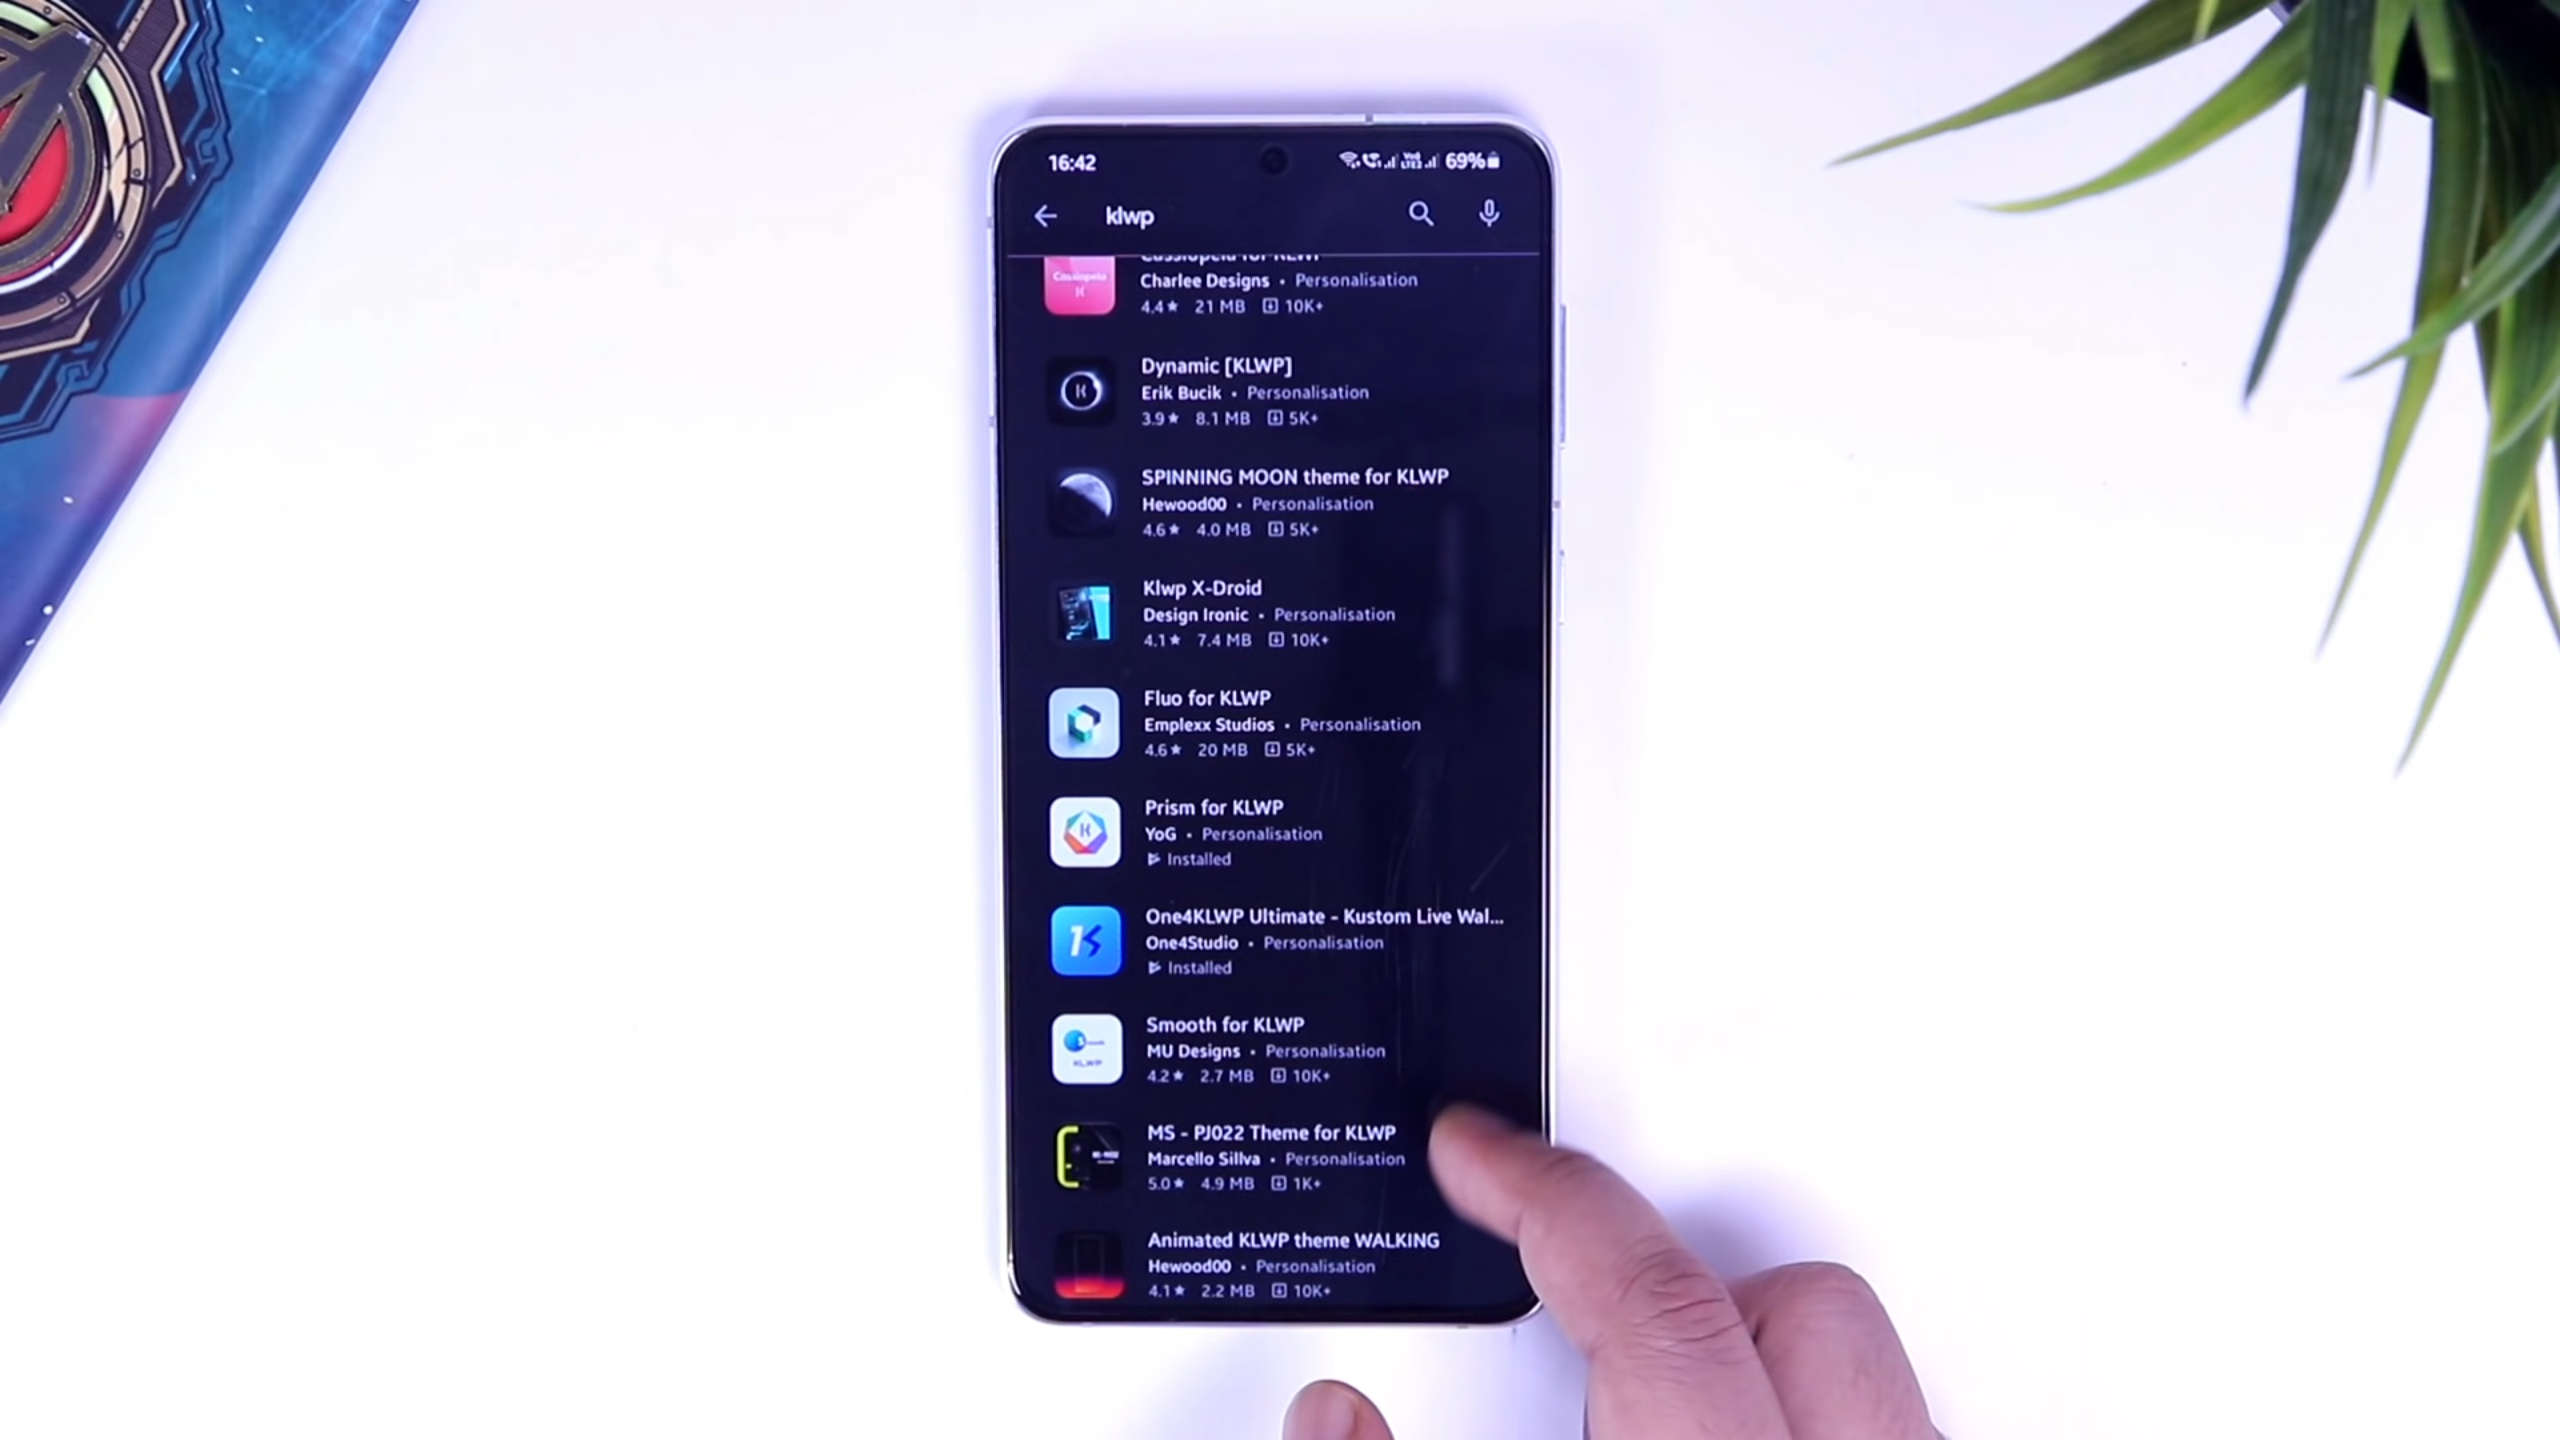 16:42
69%
klwp
Cassiopeia for KLWP
Cassiopeia
Charlee Designs • Personalisation
4.4★ 21 MB 10K+
Dynamic [KLWP]
Erik Bucik • Personalisation
3.9★ 8.1 MB 5K+
SPINNING MOON theme for KLWP
Hewood00 • Personalisation
4.6★ 4.0 MB 5K+
Klwp X-Droid
Design Ironic • Personalisation
4.1★ 7.4 MB 10K+
Fluo for KLWP
Emplexx Studios • Personalisation
4.6★ 20 MB 5K+
Prism for KLWP
YoG • Personalisation
Installed
One4KLWP Ultimate - Kustom Live Wal...
One4Studio • Personalisation
Installed
Smooth for KLWP
KLWP
MU Designs • Personalisation
4.2★ 2.7 MB 10K+
MS - PJ022 Theme for KLWP
Marcello Sillva • Personalisation
5.0★ 4.9 MB 1K+
Animated KLWP theme WALKING
Hewood00 • Personalisation
4.1★ 2.2 MB 10K+